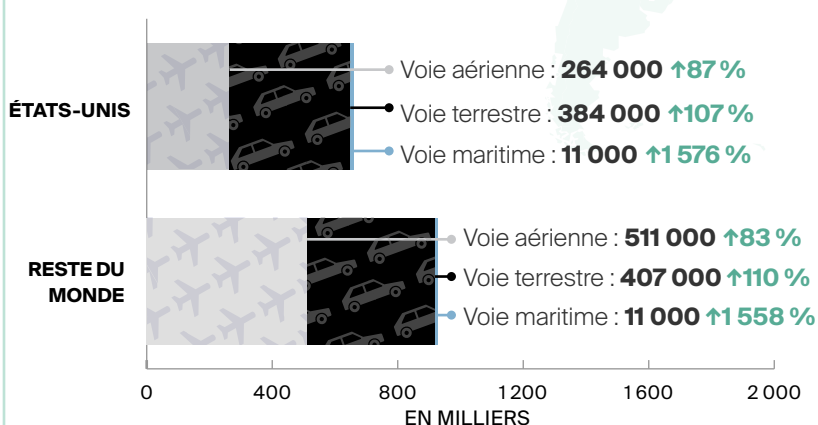 ÉTATS-UNIS
Voie aérienne : 264 000 ↑87 %
Voie terrestre : 384 000 ↑107 %
Voie maritime : 11 000 ↑1 576 %
RESTE DU
MONDE
Voie aérienne : 511 000 ↑83 %
Voie terrestre : 407 000 ↑110 %
Voie maritime : 11 000 ↑1 558 %
0 400 800 1200 1600 2 000
EN MILLIERS